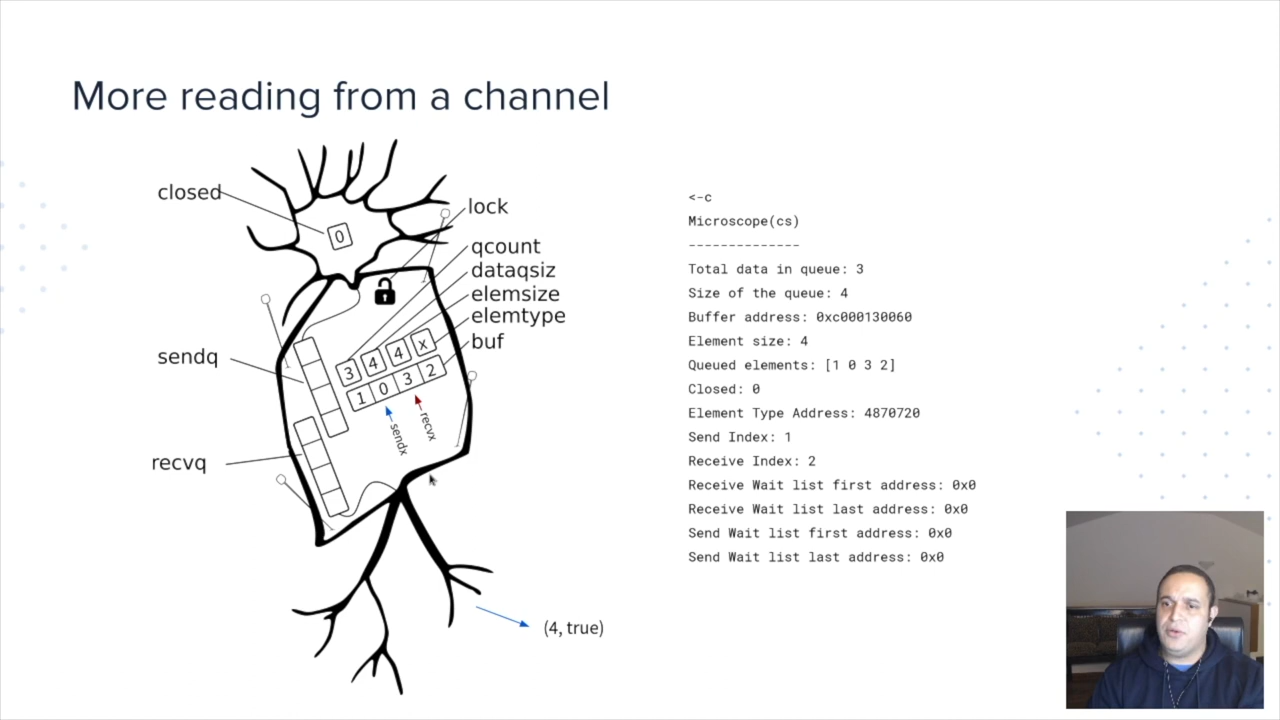 More reading from a channel
closed
0
lock
qcount
dataqsiz
elemsize
elemtype
buf
sendq
3 4 4 x
1 0 3 2
sendx
recvx
recvq
(4, true)
<-c
Microscope(cs)
--------------
Total data in queue: 3
Size of the queue: 4
Buffer address: 0xc000130060
Element size: 4
Queued elements: [1 0 3 2]
Closed: 0
Element Type Address: 4870720
Send Index: 1
Receive Index: 2
Receive Wait list first address: 0x0
Receive Wait list last address: 0x0
Send Wait list first address: 0x0
Send Wait list last address: 0x0